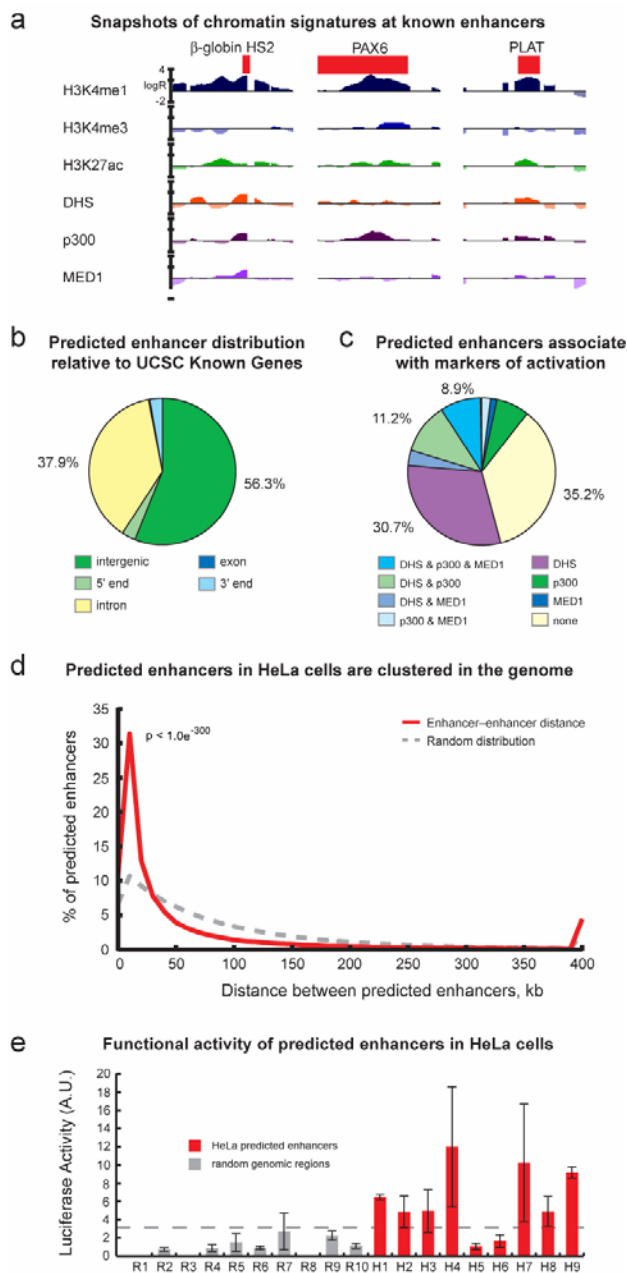 a Snapshots of chromatin signatures at known enhancers
β-globin HS2 PAX6 PLAT
4
logR
-2
H3K4me1
H3K4me3
H3K27ac
DHS
p300
MED1
b Predicted enhancer distribution
relative to UCSC Known Genes
37.9%
56.3%
intergenic exon
5' end 3' end
intron
c Predicted enhancers associate
with markers of activation
8.9%
11.2%
30.7%
35.2%
DHS & p300 & MED1 DHS
DHS & p300 p300
DHS & MED1 MED1
p300 & MED1 none
d Predicted enhancers in HeLa cells are clustered in the genome
% of predicted enhancers
35
30
25
20
15
10
5
0
p < 1.0e-300
Enhancer–enhancer distance
Random distribution
0 50 100 150 200 250 300 350 400
Distance between predicted enhancers, kb
e Functional activity of predicted enhancers in HeLa cells
Luciferase Activity (A.U.)
20
18
16
14
12
10
8
6
4
2
0
HeLa predicted enhancers
random genomic regions
R1 R2 R3 R4 R5 R6 R7 R8 R9 R10 H1 H2 H3 H4 H5 H6 H7 H8 H9